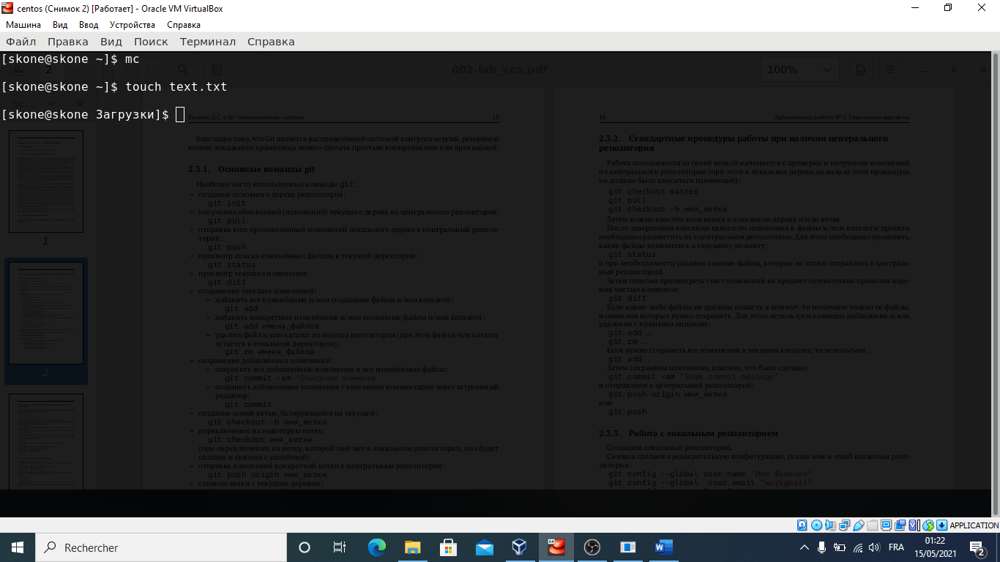 centos (Снимок 2) [Работает] - Oracle VM VirtualBox
Машина Вид Ввод Устройства Справка
Файл Правка Вид Поиск Терминал Справка
[skone@skone ~]$ mc
2
002-lab_vcs.pdf
100%
[skone@skone ~]$ touch text.txt
[skone@skone Загрузки]$
Кулябов Д. С. и др. Операционные системы 15
Благодаря тому, что Git является распределённой системой контроля версий, резервную
копию локального хранилища можно сделать простым копированием или архивацией.
2.3.1. Основные команды git
Наиболее часто используемые команды git:
– создание основного дерева репозитория:
git init
– получение обновлений (изменений) текущего дерева из центрального репозитория:
git pull
– отправка всех произведённых изменений локального дерева в центральный репози-
торий:
git push
– просмотр списка изменённых файлов в текущей директории:
git status
– просмотр текущих изменения:
git diff
– сохранение текущих изменений:
– добавить все изменённые и/или созданные файлы и/или каталоги:
git add .
– добавить конкретные изменённые и/или созданные файлы и/или каталоги:
git add имена_файлов
– удалить файл и/или каталог из индекса репозитория (при этом файл и/или каталог
остаётся в локальной директории):
git rm имена_файлов
– сохранение добавленных изменений:
– сохранить все добавленные изменения и все изменённые файлы:
git commit -am 'Описание коммита'
– сохранить добавленные изменения с внесением комментария через встроенный
редактор:
git commit
– создание новой ветки, базирующейся на текущей:
git checkout -b имя_ветки
– переключение на некоторую ветку:
git checkout имя_ветки
(при переключении на ветку, которой ещё нет в локальном репозитории, она будет
создана и связана с удалённой)
– отправка изменений конкретной ветки в центральный репозиторий:
git push origin имя_ветки
– слияние ветки с текущим деревом:
16 Лабораторная работа № 2. Управление версиями
2.3.2. Стандартные процедуры работы при наличии центрального
репозитория
Работа пользователя со своей веткой начинается с проверки и получения изменений
из центрального репозитория (при этом в локальное дерево до начала этой процедуры
не должно было вноситься изменений):
git checkout master
git pull
git checkout -b имя_ветки
Затем можно вносить изменения в локальном дереве и/или ветке.
После завершения внесения какого-то изменения в файлы и/или каталоги проекта
необходимо разместить их в центральном репозитории. Для этого необходимо проверить,
какие файлы изменились к текущему моменту:
git status
и при необходимости удаляем лишние файлы, которые не хотим отправлять в централь-
ный репозиторий.
Затем полезно просмотреть текст изменений на предмет соответствия правилам веде-
ния чистых коммитов:
git diff
Если какие-либо файлы не должны попасть в коммит, то помечаем только те файлы,
изменения которых нужно сохранить. Для этого используем команды добавления и/или
удаления с нужными опциями:
git add …
git rm …
Если нужно сохранить все изменения в текущем каталоге, то используем:
git add .
Затем сохраняем изменения, поясняя, что было сделано:
git commit -am "Some commit message"
и отправляем в центральный репозиторий:
git push origin имя_ветки
или
git push
2.3.3. Работа с локальным репозиторием
Создадим локальный репозиторий.
Сначала сделаем предварительную конфигурацию, указав имя и email владельца репо-
зитория:
git config --global user.name "Имя Фамилия"
git config --global user.email "work@mail"
1
2
APPLICATION
Rechercher
64
FRA
01:22
15/05/2021
2